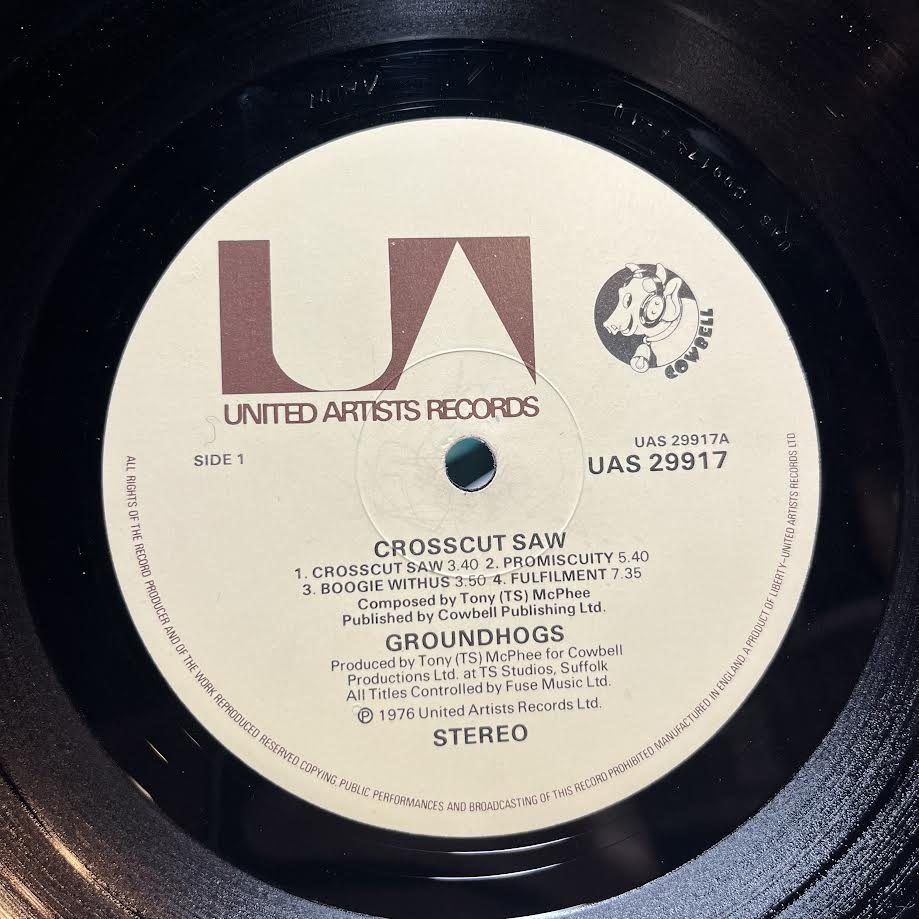 UA
UNITED ARTISTS RECORDS
COWBELL
SIDE 1
UAS 29917A
UAS 29917
CROSSCUT SAW
1. CROSSCUT SAW 3.40 2. PROMISCUITY 5.40
3. BOOGIE WITHUS 3.50 4. FULFILMENT 7.35
Composed by Tony (TS) McPhee
Published by Cowbell Publishing Ltd.
GROUNDHOGS
Produced by Tony (TS) McPhee for Cowbell
Productions Ltd. at TS Studios, Suffolk
All Titles Controlled by Fuse Music Ltd.
Ⓟ 1976 United Artists Records Ltd.
STEREO
ALL RIGHTS OF THE RECORD PRODUCER AND OF THE WORK REPRODUCED RESERVED COPYING, PUBLIC PERFORMANCES AND BROADCASTING OF THIS RECORD PROHIBITED MANUFACTURED IN ENGLAND A PRODUCT OF LIBERTY-UNITED ARTISTS RECORDS LTD